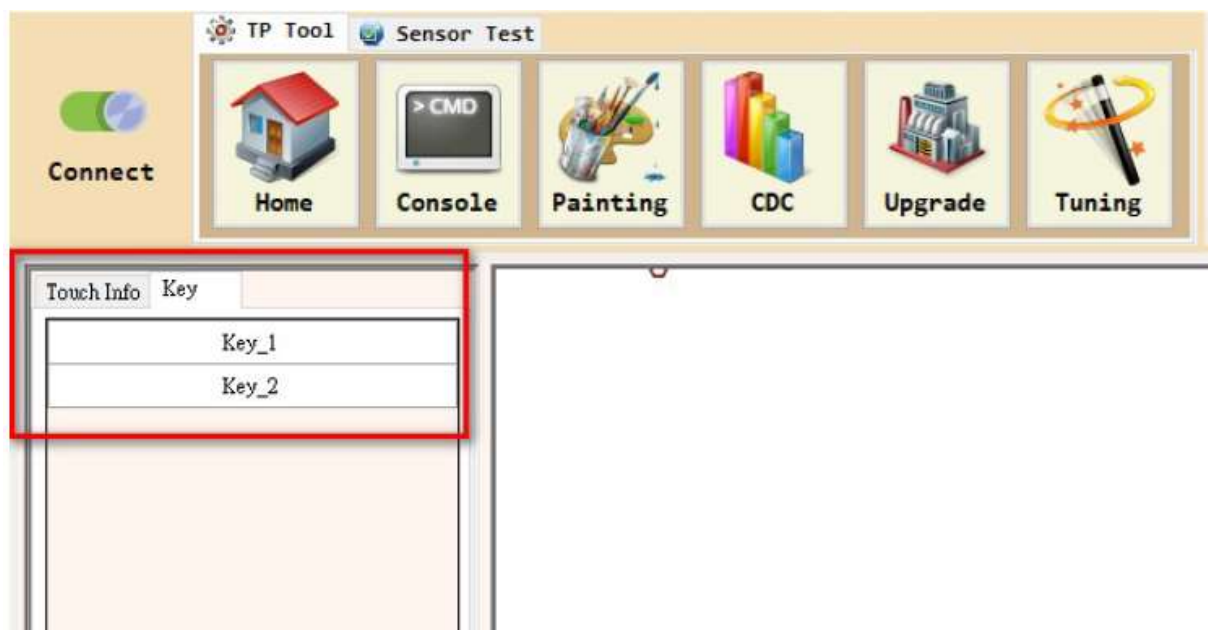 TP Tool Sensor Test
Connect
> CMD
Home Console Painting CDC Upgrade Tuning
Touch Info Key
Key_1
Key_2